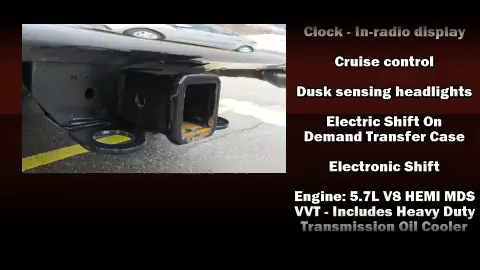 Clock - In-radio display
Cruise control
Dusk sensing headlights
Electric Shift On
Demand Transfer Case
Electronic Shift
Engine: 5.7L V8 HEMI MDS
VVT - Includes Heavy Duty
Transmission Oil Cooler